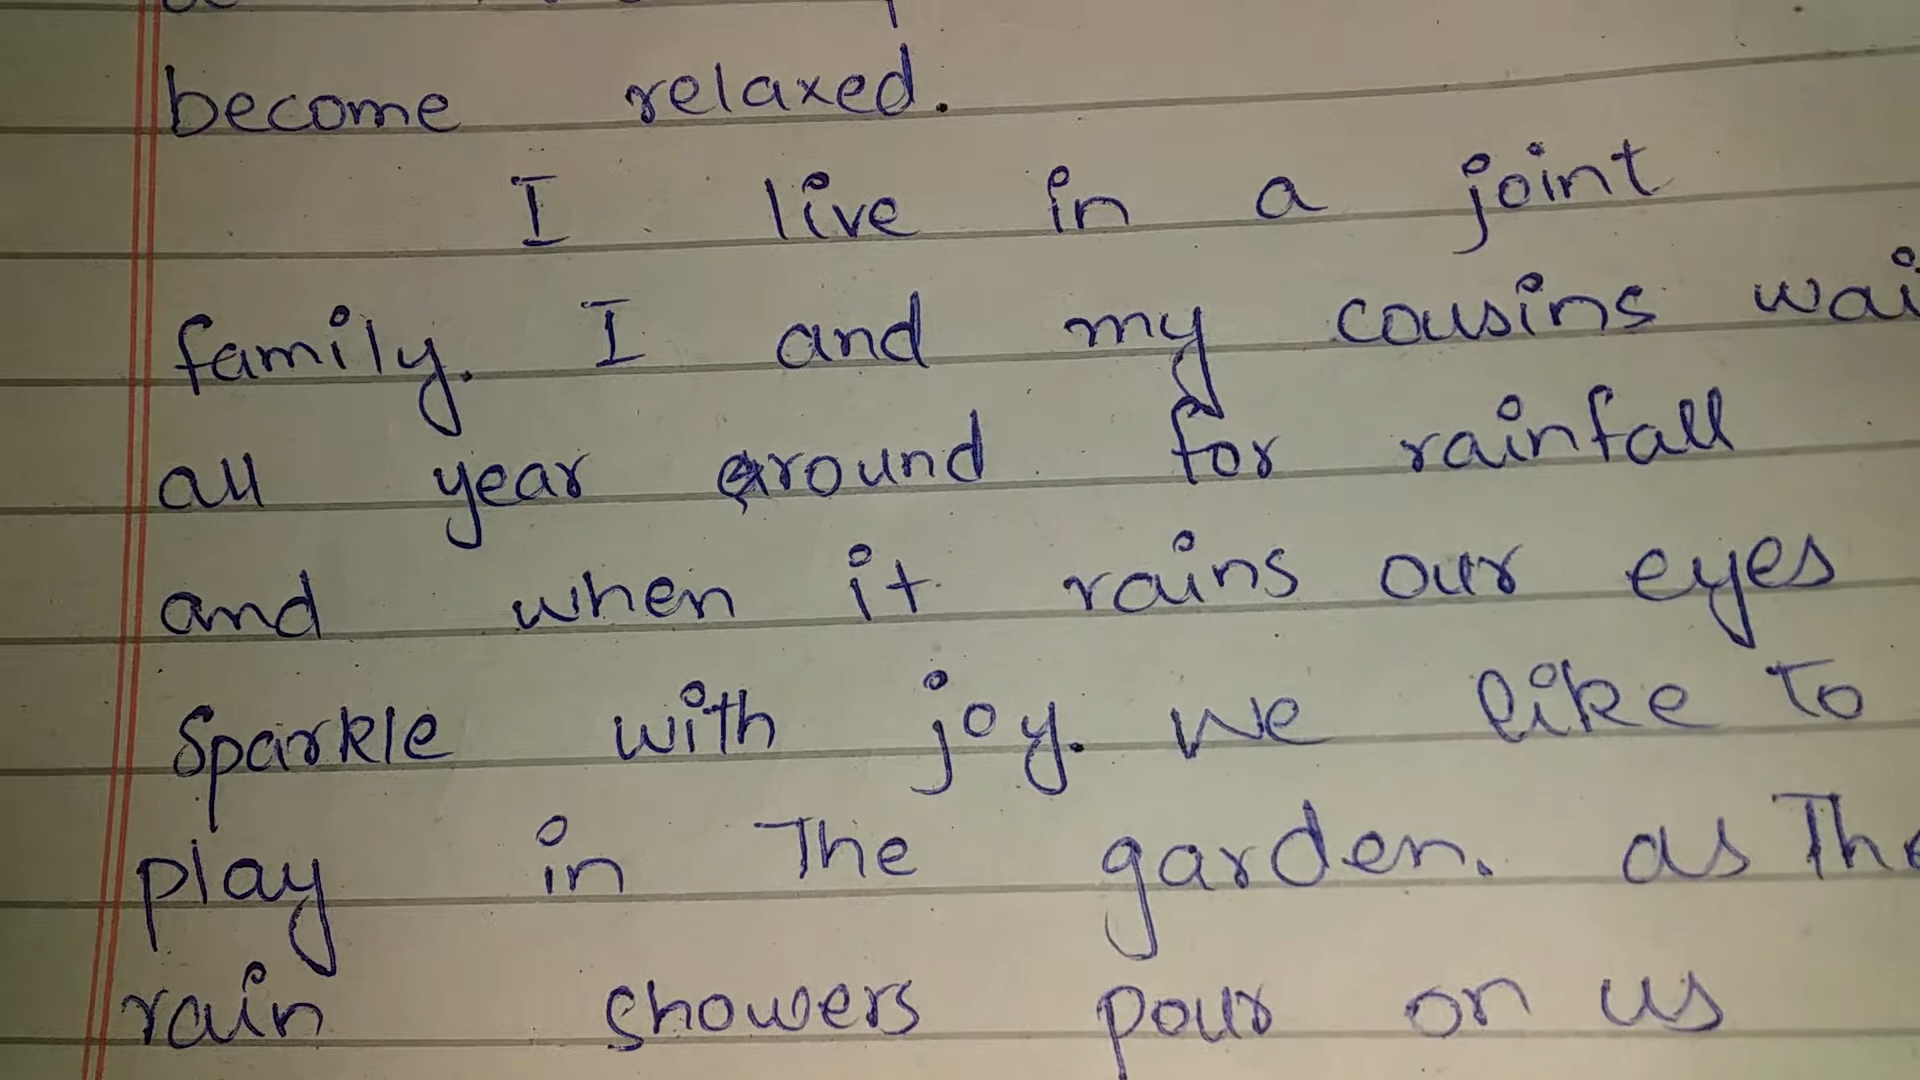 become relaxed.
I live in a joint
family. I and my cousins wai
all year around for rainfall
and when it rains our eyes
Sparkle with joy. We like to
play in The garden. as The
rain showers pour on us